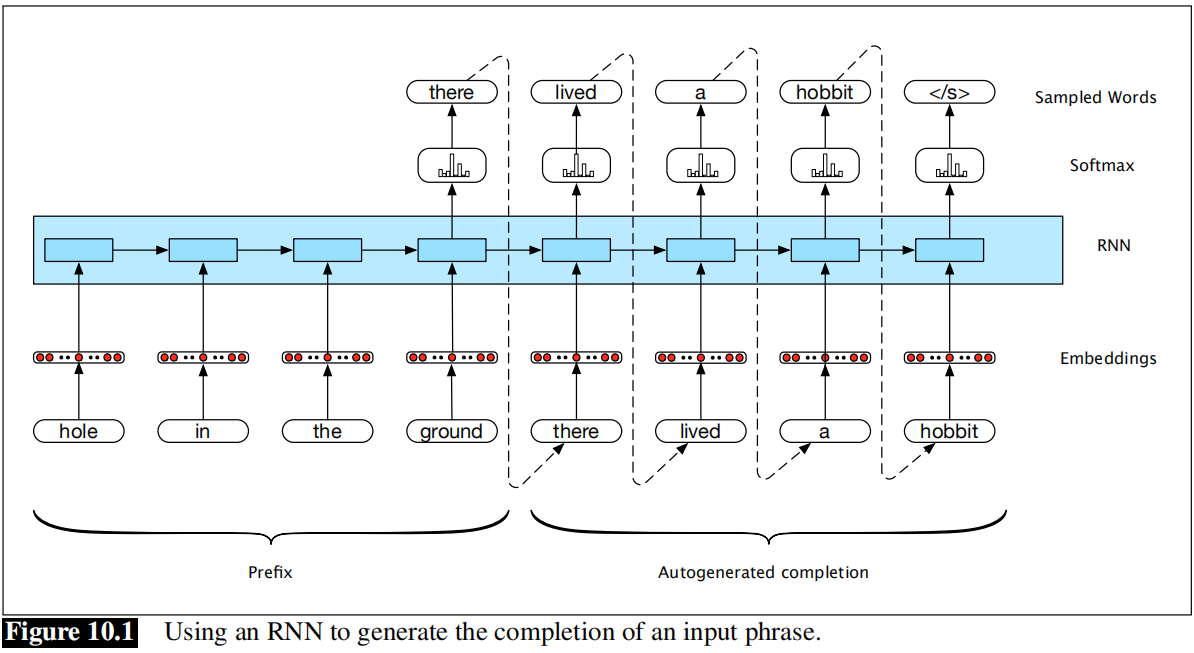 there lived a hobbit </s> Sampled Words
Softmax
RNN
Embeddings
hole in the ground there lived a hobbit
Prefix Autogenerated completion
Figure 10.1 Using an RNN to generate the completion of an input phrase.